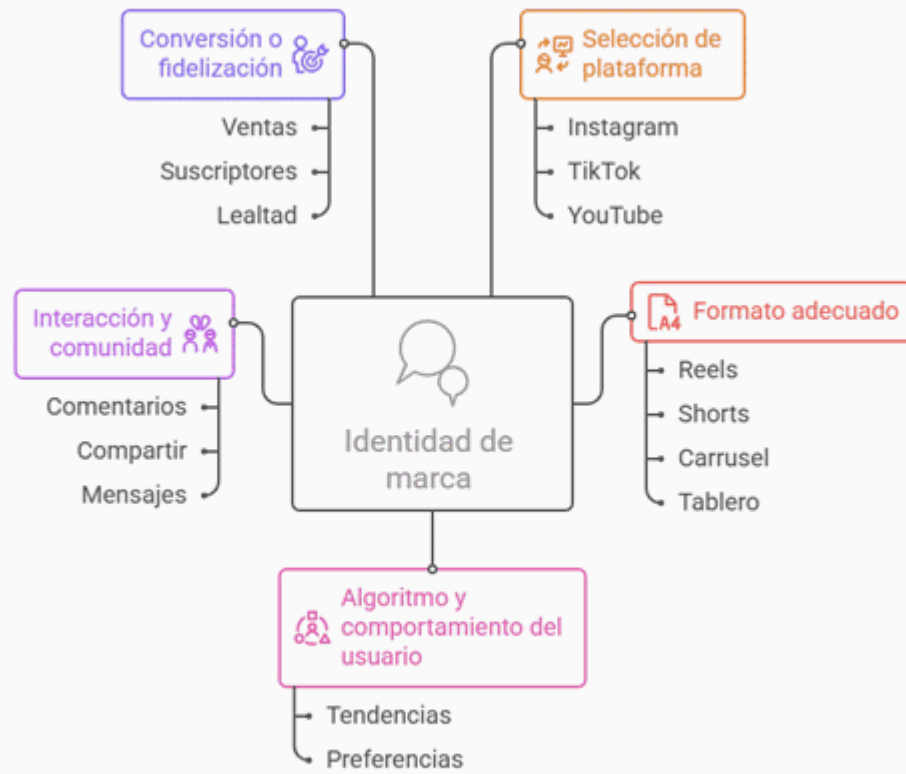 Conversión o
fidelización
Ventas
Suscriptores
Lealtad
Selección de
plataforma
Instagram
TikTok
YouTube
Interacción y
comunidad
Comentarios
Compartir
Mensajes
Identidad de
marca
A4
Formato adecuado
Reels
Shorts
Carrusel
Tablero
Algoritmo y
comportamiento del
usuario
Tendencias
Preferencias